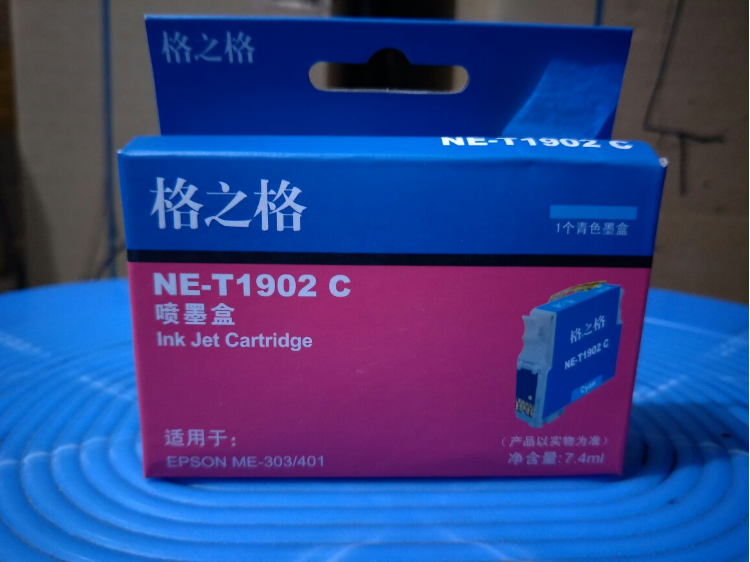 格之格
NE-T1902 C
格之格
1个青色墨盒
NE-T1902 C
喷墨盒
Ink Jet Cartridge
格之格
NE-T1902 C
Cyan
适用于：
EPSON ME-303/401
（产品以实物为准）
净含量:7.4ml